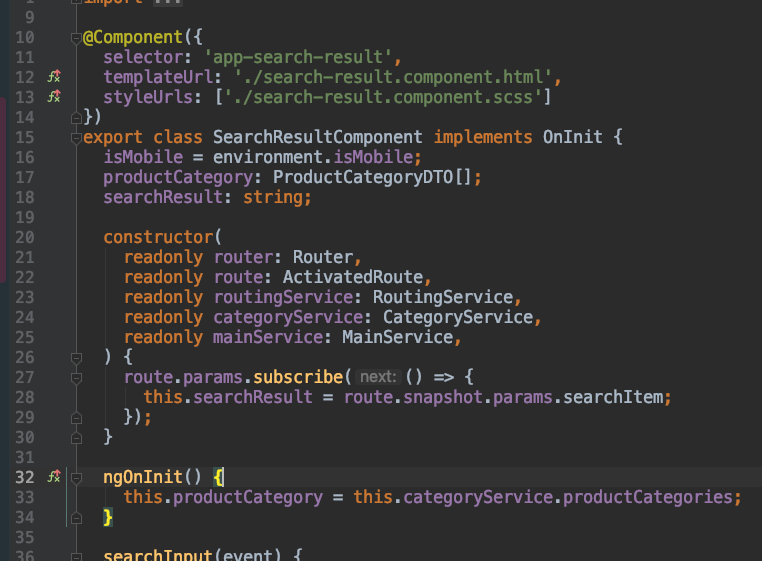 8 import ...
9
10 @Component({
11 selector: 'app-search-result',
12 templateUrl: './search-result.component.html',
13 styleUrls: ['./search-result.component.scss']
14 })
15 export class SearchResultComponent implements OnInit {
16 isMobile = environment.isMobile;
17 productCategory: ProductCategoryDTO[];
18 searchResult: string;
19
20 constructor(
21 readonly router: Router,
22 readonly route: ActivatedRoute,
23 readonly routingService: RoutingService,
24 readonly categoryService: CategoryService,
25 readonly mainService: MainService,
26 ) {
27 route.params.subscribe( next: () => {
28 this.searchResult = route.snapshot.params.searchItem;
29 });
30 }
31
32 ngOnInit() {
33 this.productCategory = this.categoryService.productCategories;
34 }
35
36 searchInput(event) {